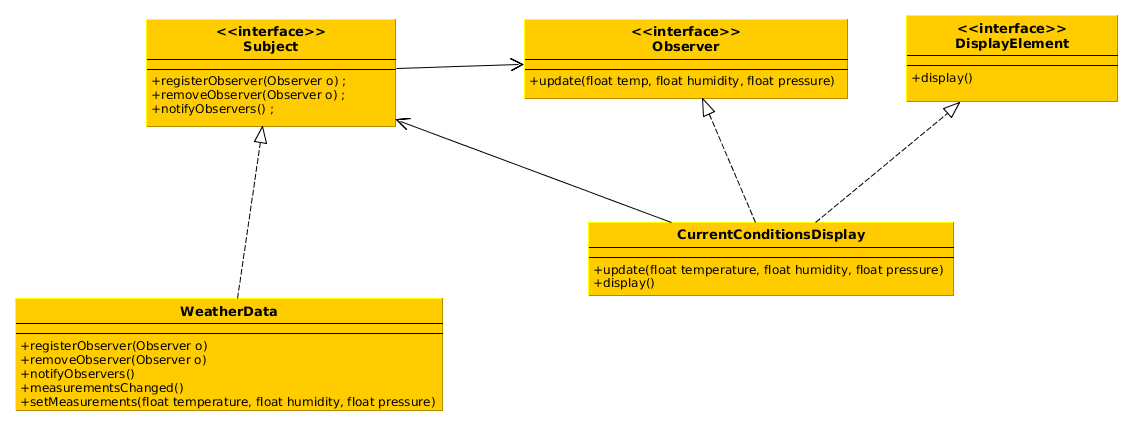 <<interface>>
Subject
+registerObserver(Observer o) ;
+removeObserver(Observer o) ;
+notifyObservers() ;
<<interface>>
Observer
+update(float temp, float humidity, float pressure)
<<interface>>
DisplayElement
+display()
CurrentConditionsDisplay
+update(float temperature, float humidity, float pressure)
+display()
WeatherData
+registerObserver(Observer o)
+removeObserver(Observer o)
+notifyObservers()
+measurementsChanged()
+setMeasurements(float temperature, float humidity, float pressure)